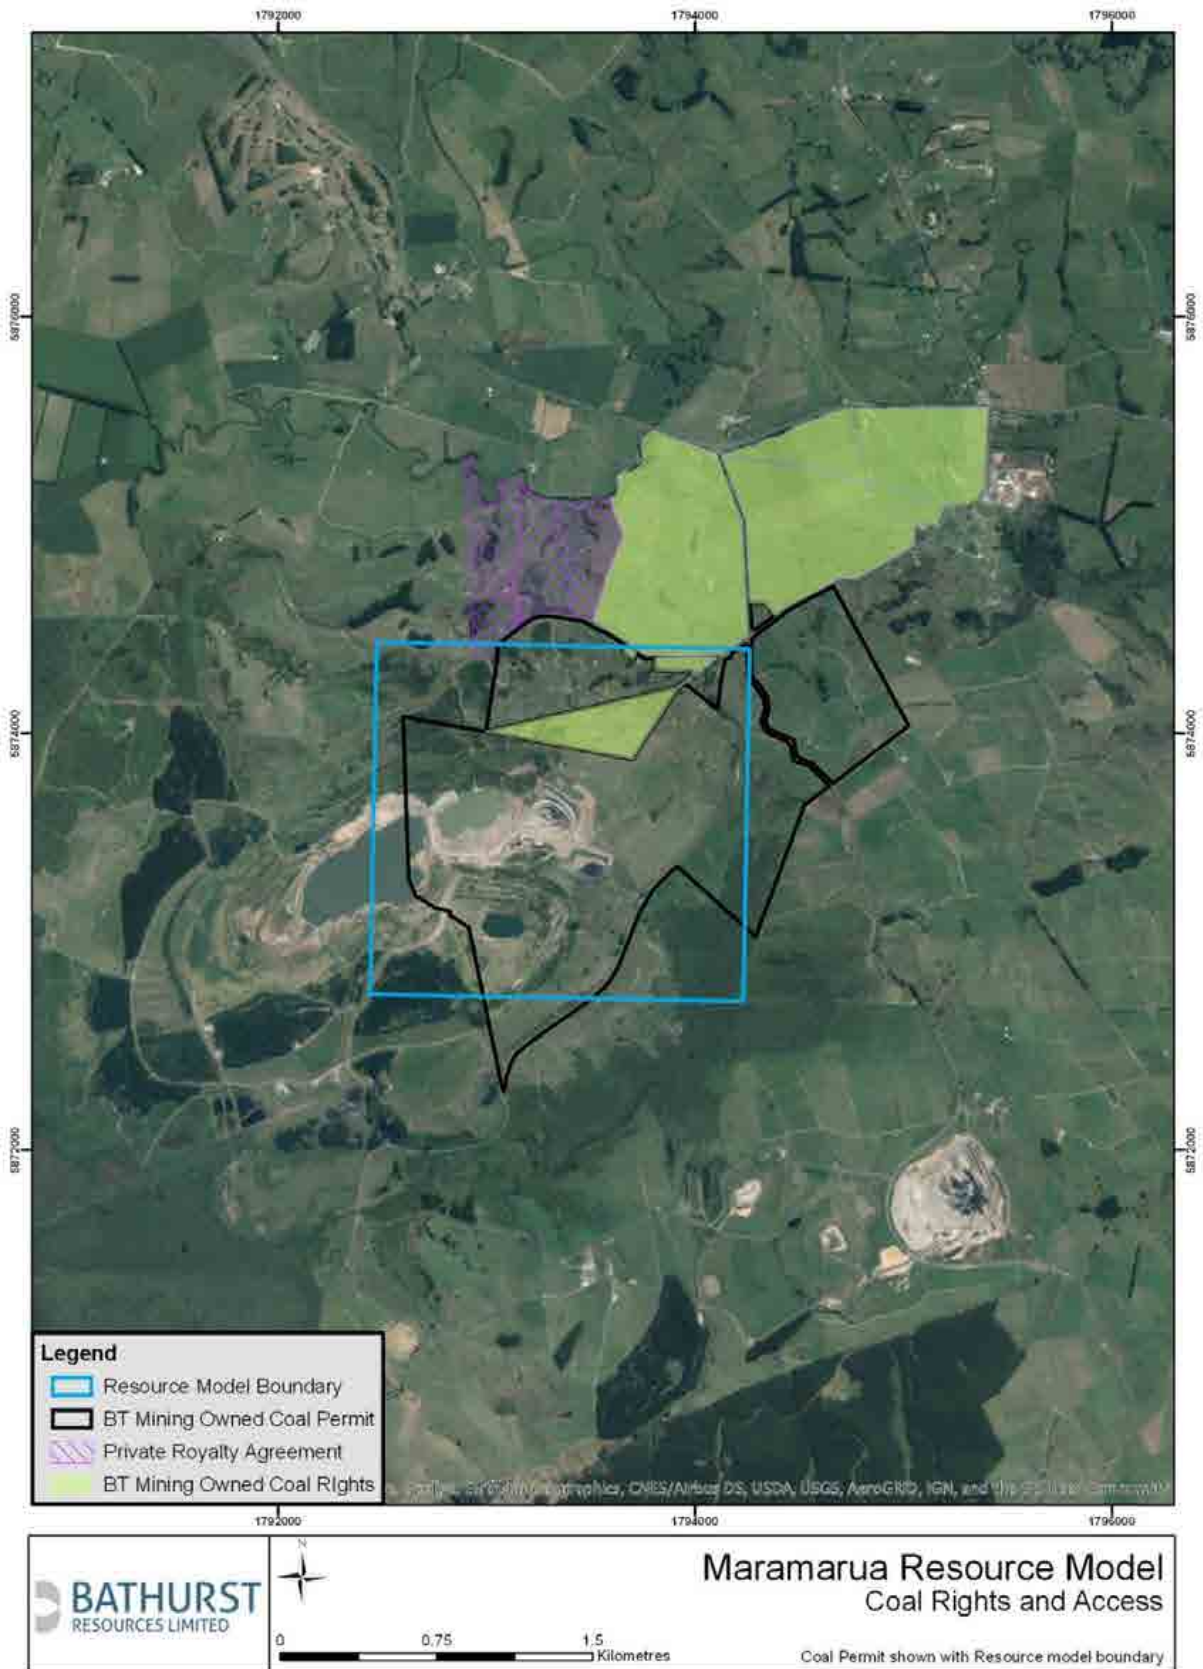 1792000 1794000 1796000
5876000 5876000
5874000 5874000
5872000 5872000
Legend
Resource Model Boundary
BT Mining Owned Coal Permit
Private Royalty Agreement
BT Mining Owned Coal Rights
CNES/Airbus DS, USDA, USGS, AeroGRID, IGN, and the
1792000 1794000 1796000
BATHURST
RESOURCES LIMITED
N
0 0.75 1.5
Kilometres
Maramarua Resource Model
Coal Rights and Access
Coal Permit shown with Resource model boundary